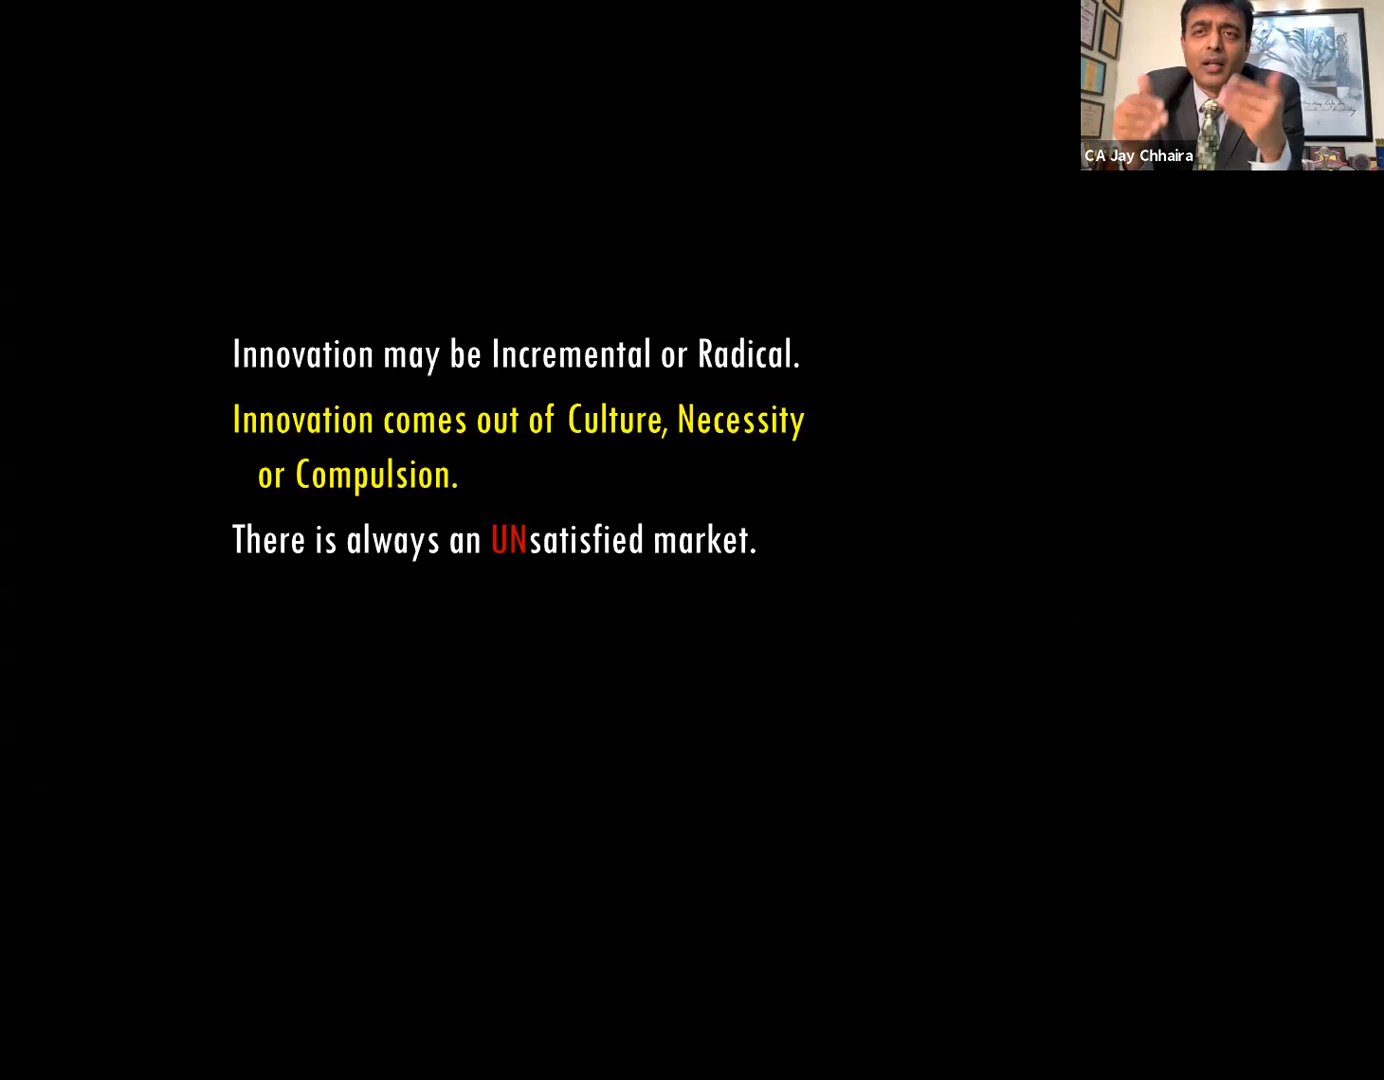 CA Jay Chhaira
Innovation may be Incremental or Radical.
Innovation comes out of Culture, Necessity
or Compulsion.
There is always an UNsatisfied market.